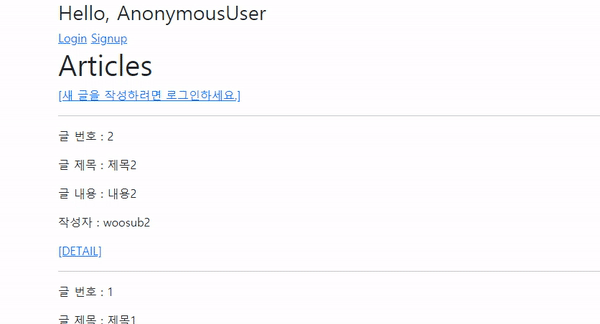 Hello, AnonymousUser
Login Signup
Articles
[새 글을 작성하려면 로그인하세요.]
글 번호 : 2
글 제목 : 제목2
글 내용 : 내용2
작성자 : woosub2
[DETAIL]
글 번호 : 1
글 제목 : 제목1